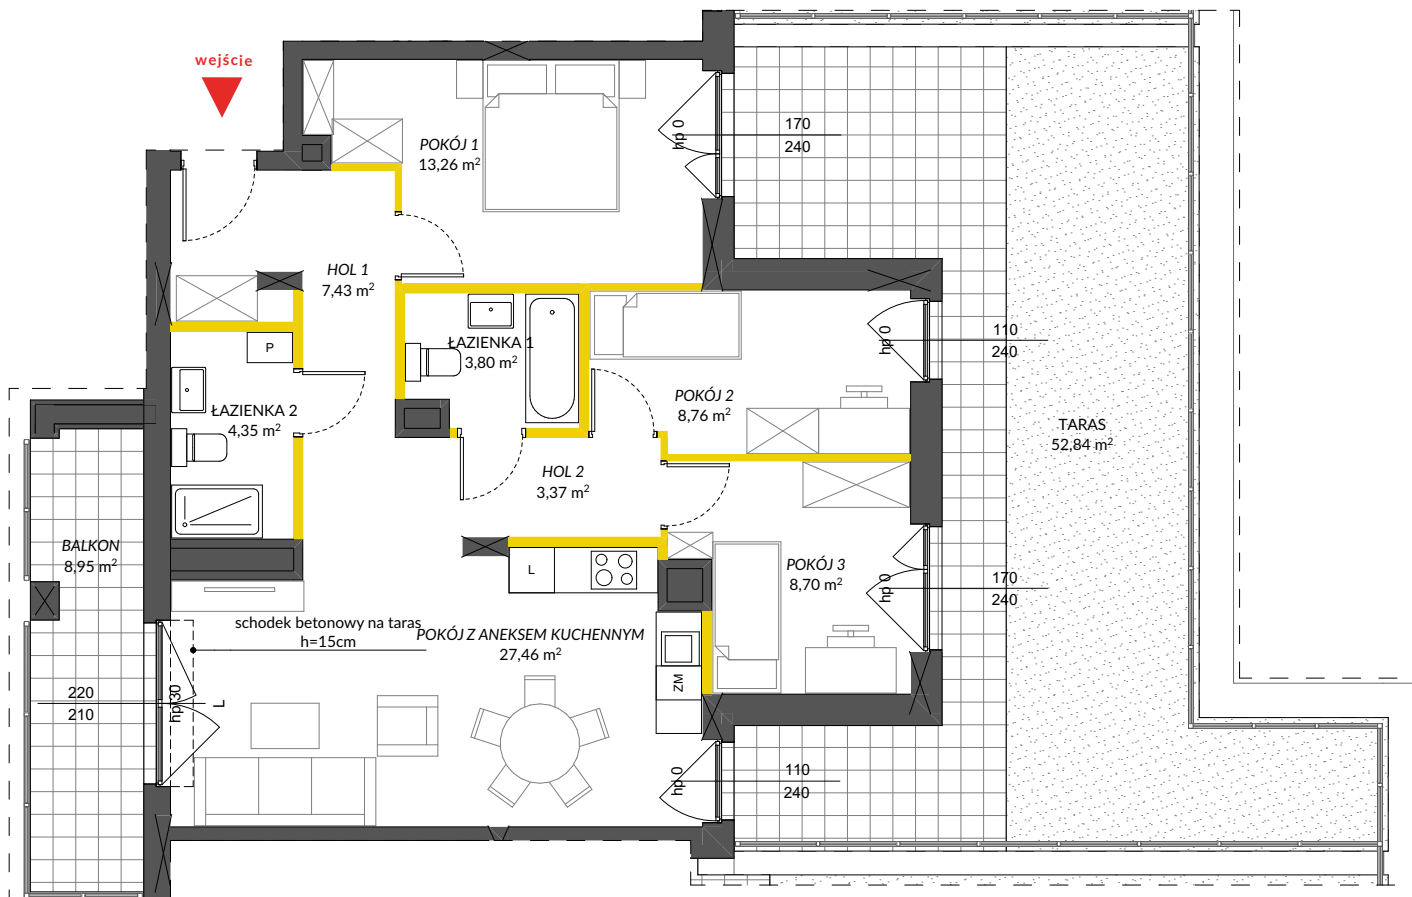 wejście
POKÓJ 1
13,26 m²
hp 0
170
240
HOL 1
7,43 m²
ŁAZIENKA 1
3,80 m²
P
ŁAZIENKA 2
4,35 m²
POKÓJ 2
8,76 m²
hp 0
110
240
TARAS
52,84 m²
HOL 2
3,37 m²
BALKON
8,95 m²
L
POKÓJ 3
8,70 m²
hp 0
170
240
schodek betonowy na taras
h=15cm
POKÓJ Z ANEKSEM KUCHENNYM
27,46 m²
ZM
220
210
hp 30
L
hp 0
110
240